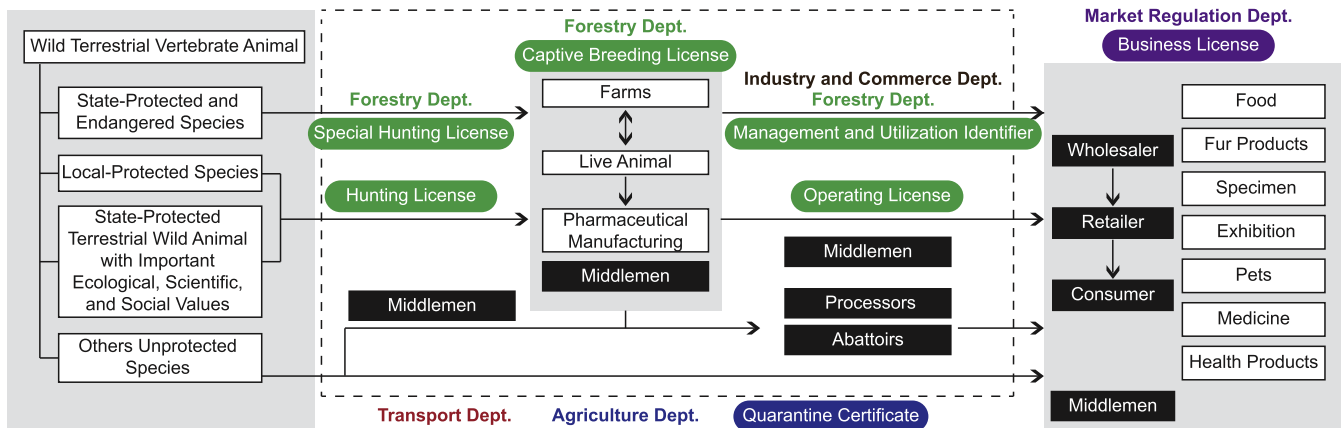 Wild Terrestrial Vertebrate Animal
State-Protected and
Endangered Species
Local-Protected Species
State-Protected
Terrestrial Wild Animal
with Important
Ecological, Scientific,
and Social Values
Others Unprotected
Species
Forestry Dept.
Special Hunting License
Hunting License
Middlemen
Forestry Dept.
Captive Breeding License
Farms
Live Animal
Pharmaceutical
Manufacturing
Middlemen
Industry and Commerce Dept.
Forestry Dept.
Management and Utilization Identifier
Operating License
Middlemen
Processors
Abattoirs
Transport Dept.
Agriculture Dept.
Quarantine Certificate
Market Regulation Dept.
Business License
Wholesaler
Retailer
Consumer
Middlemen
Food
Fur Products
Specimen
Exhibition
Pets
Medicine
Health Products